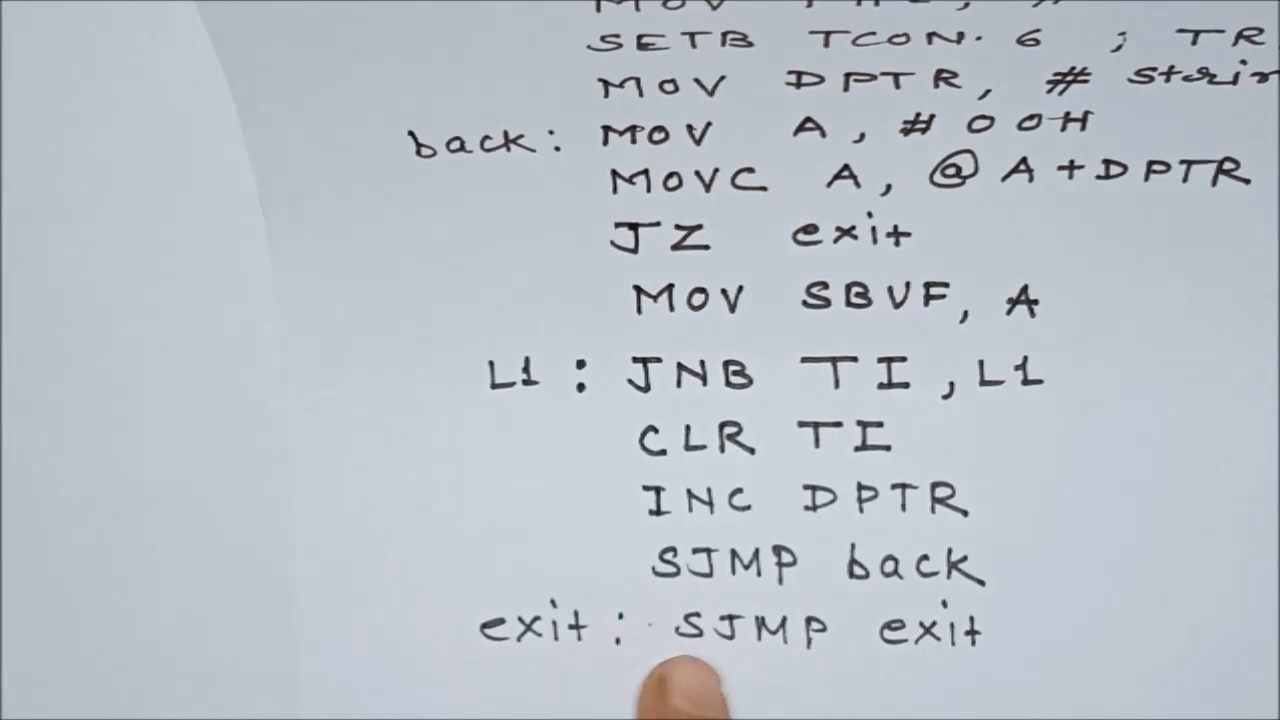 SETB TCON.6 ; TR
MOV DPTR, #
back: MOV A, #00H
MOVC A, @A+DPTR
JZ exit
MOV SBUF, A
L1 : JNB TI, L1
CLR TI
INC DPTR
SJMP back
exit: SJMP exit